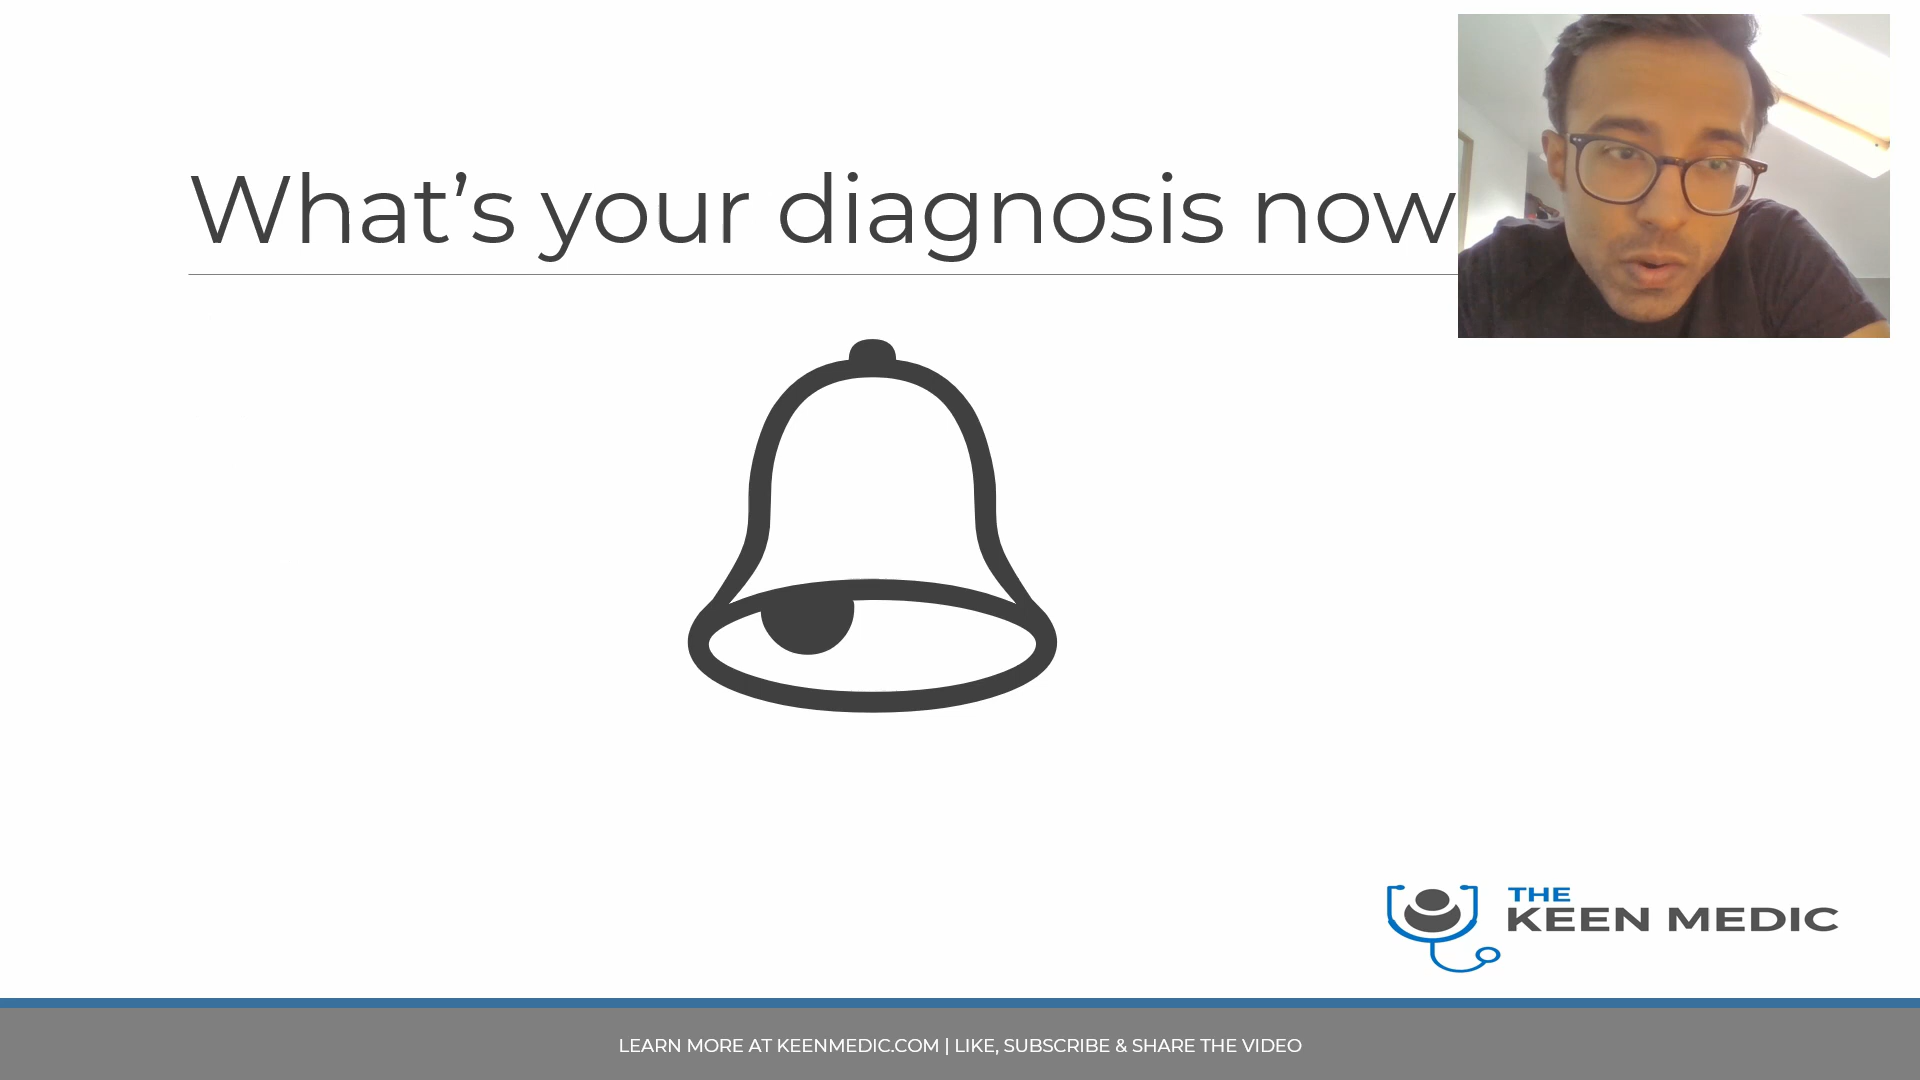 What’s your diagnosis now
THE
KEEN MEDIC
LEARN MORE AT KEENMEDIC.COM | LIKE, SUBSCRIBE & SHARE THE VIDEO